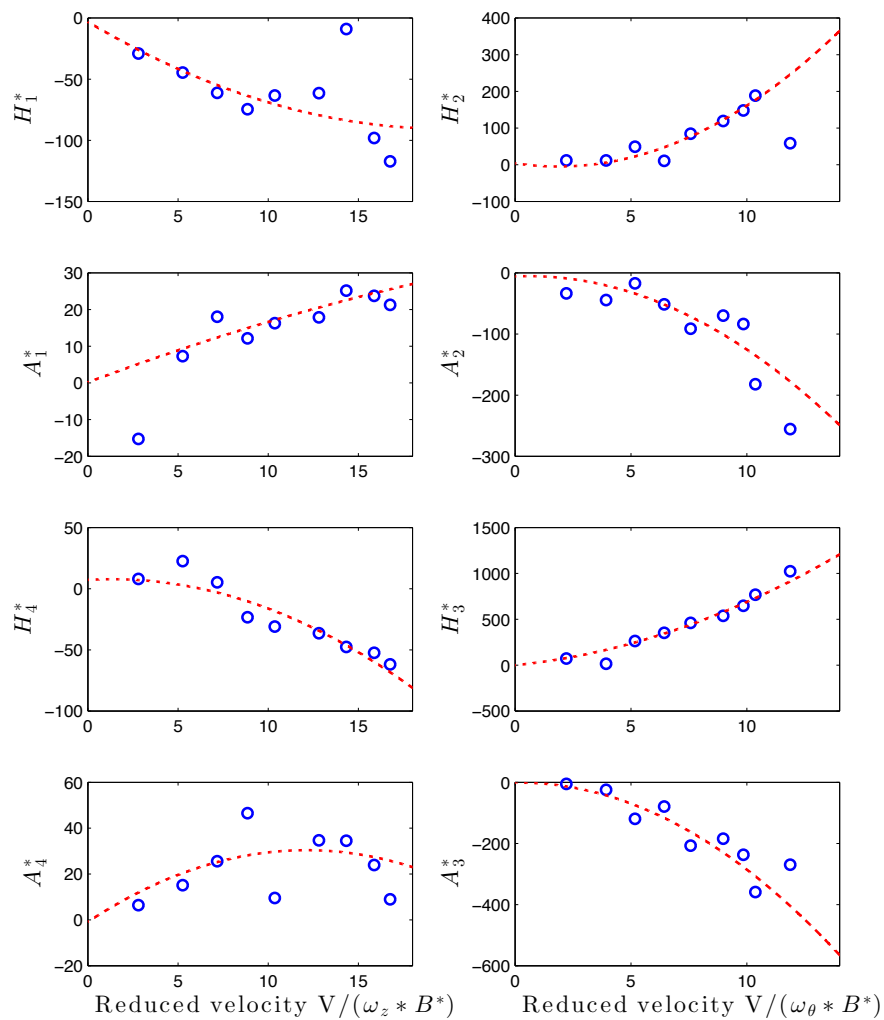 0
−50
−100
−150
0 5 10 15
H₁*
400
300
200
100
0
−100
0 5 10
H₂*
30
20
10
0
−10
−20
0 5 10 15
A₁*
0
−100
−200
−300
0 5 10
A₂*
50
0
−50
−100
0 5 10 15
H₄*
1500
1000
500
0
−500
0 5 10
H₃*
60
40
20
0
−20
0 5 10 15
A₄*
Reduced velocity V/(ω_z ∗ B*)
0
−200
−400
−600
0 5 10
A₃*
Reduced velocity V/(ω_θ ∗ B*)